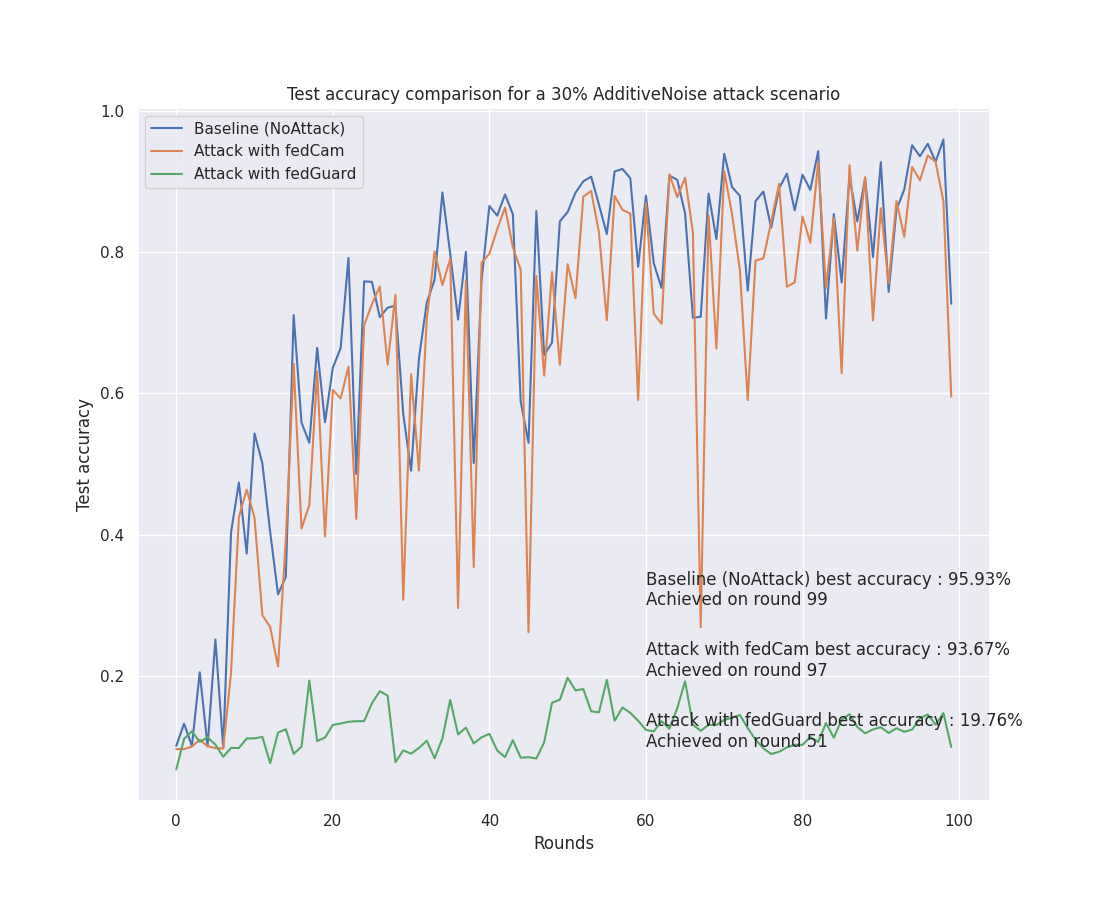 Test accuracy comparison for a 30% AdditiveNoise attack scenario
Baseline (NoAttack)
Attack with fedCam
Attack with fedGuard
Test accuracy
1.0
0.8
0.6
0.4
0.2
Baseline (NoAttack) best accuracy : 95.93%
Achieved on round 99
Attack with fedCam best accuracy : 93.67%
Achieved on round 97
Attack with fedGuard best accuracy : 19.76%
Achieved on round 51
0 20 40 60 80 100
Rounds